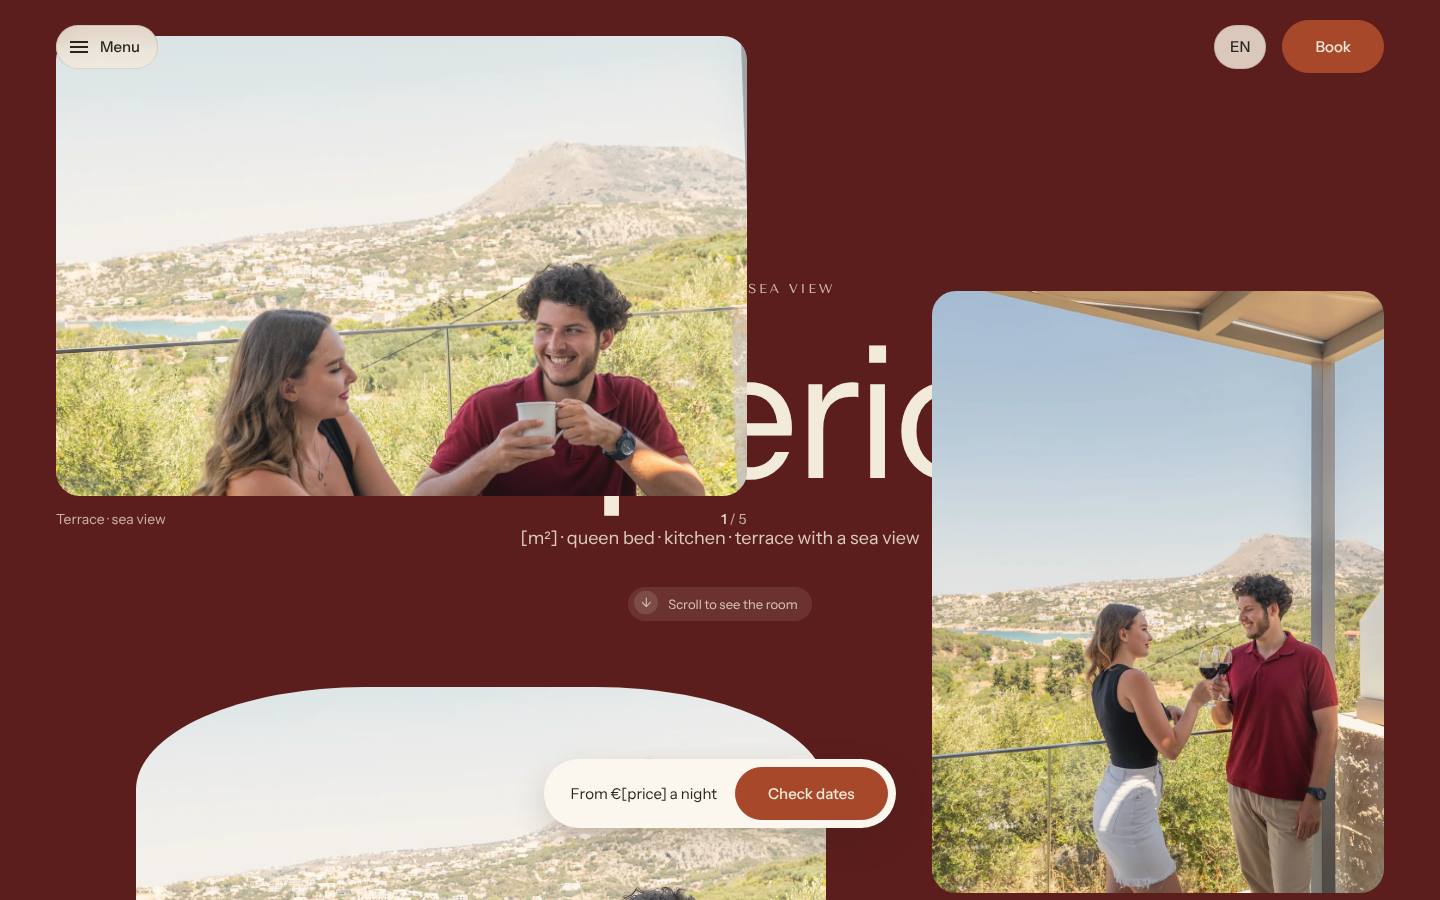 Menu
EN
Book
SEA VIEW
Terrace · sea view
1 / 5
[m²] · queen bed · kitchen · terrace with a sea view
Scroll to see the room
From €[price] a night
Check dates